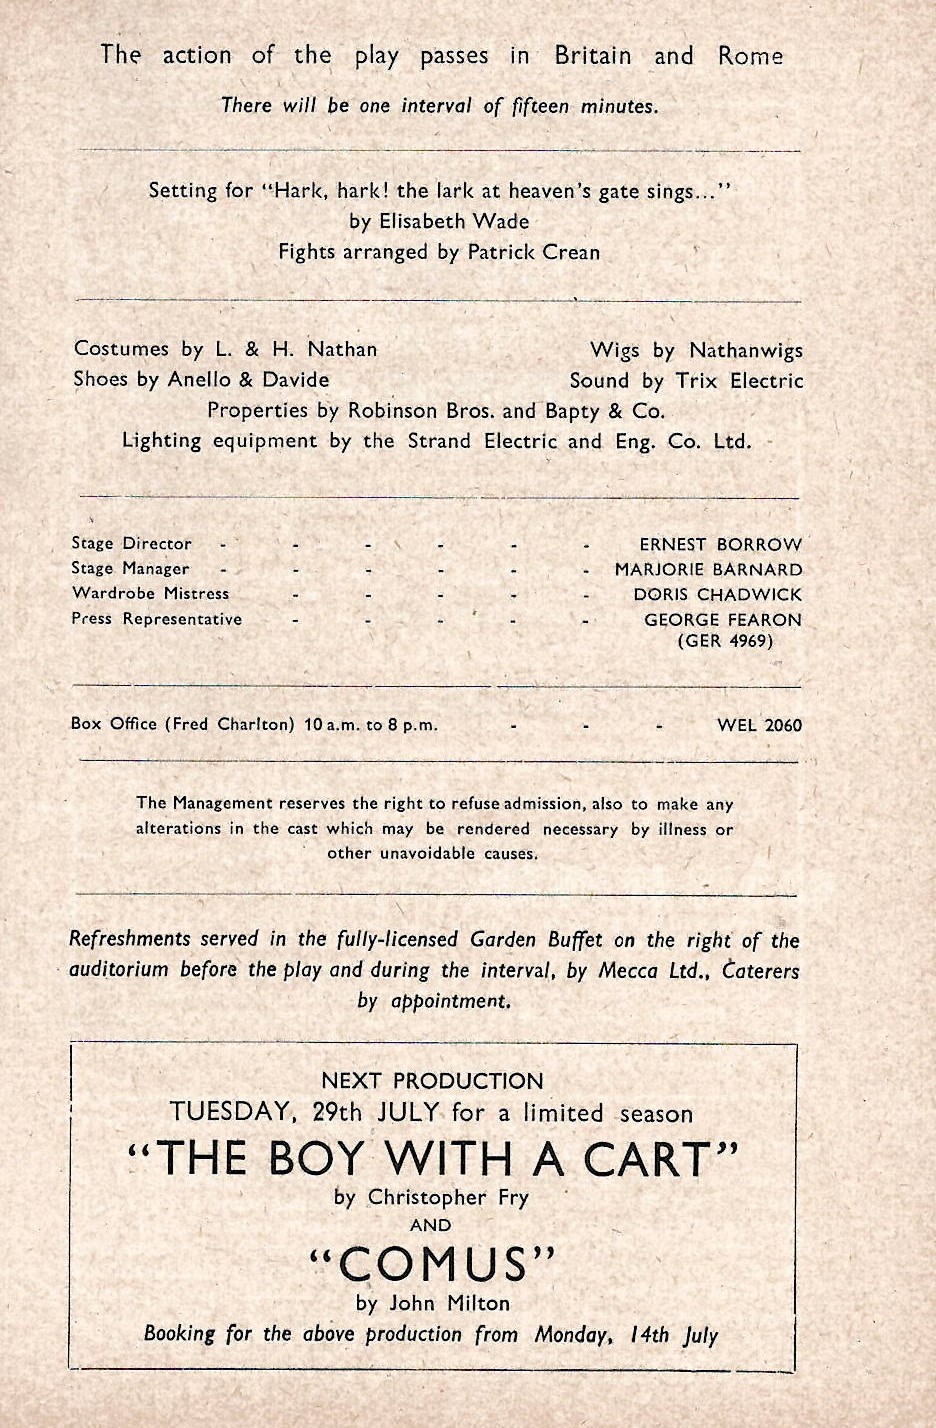 The action of the play passes in Britain and Rome
There will be one interval of fifteen minutes.
Setting for "Hark, hark! the lark at heaven's gate sings..."
by Elisabeth Wade
Fights arranged by Patrick Crean
Costumes by L. & H. Nathan Wigs by Nathanwigs
Shoes by Anello & Davide Sound by Trix Electric
Properties by Robinson Bros. and Bapty & Co.
Lighting equipment by the Strand Electric and Eng. Co. Ltd.
Stage Director - - - - - - ERNEST BORROW
Stage Manager - - - - - - MARJORIE BARNARD
Wardrobe Mistress - - - - - DORIS CHADWICK
Press Representative - - - - - GEORGE FEARON
(GER 4969)
Box Office (Fred Charlton) 10 a.m. to 8 p.m. - - - WEL 2060
The Management reserves the right to refuse admission, also to make any
alterations in the cast which may be rendered necessary by illness or
other unavoidable causes.
Refreshments served in the fully-licensed Garden Buffet on the right of the
auditorium before the play and during the interval, by Mecca Ltd., Caterers
by appointment.
NEXT PRODUCTION
TUESDAY, 29th JULY for a limited season
"THE BOY WITH A CART"
by Christopher Fry
AND
"COMUS"
by John Milton
Booking for the above production from Monday, 14th July